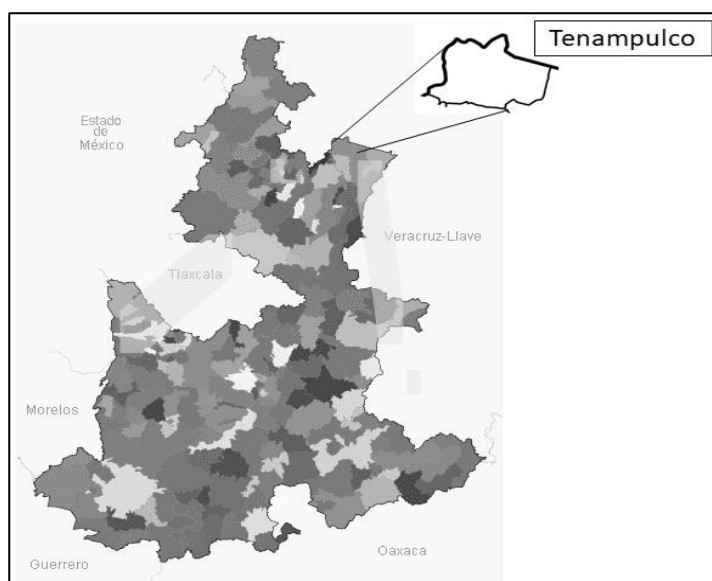 Tenampulco
Estado
de
México
Veracruz-Llave
Tlaxcala
Morelos
Guerrero
Oaxaca